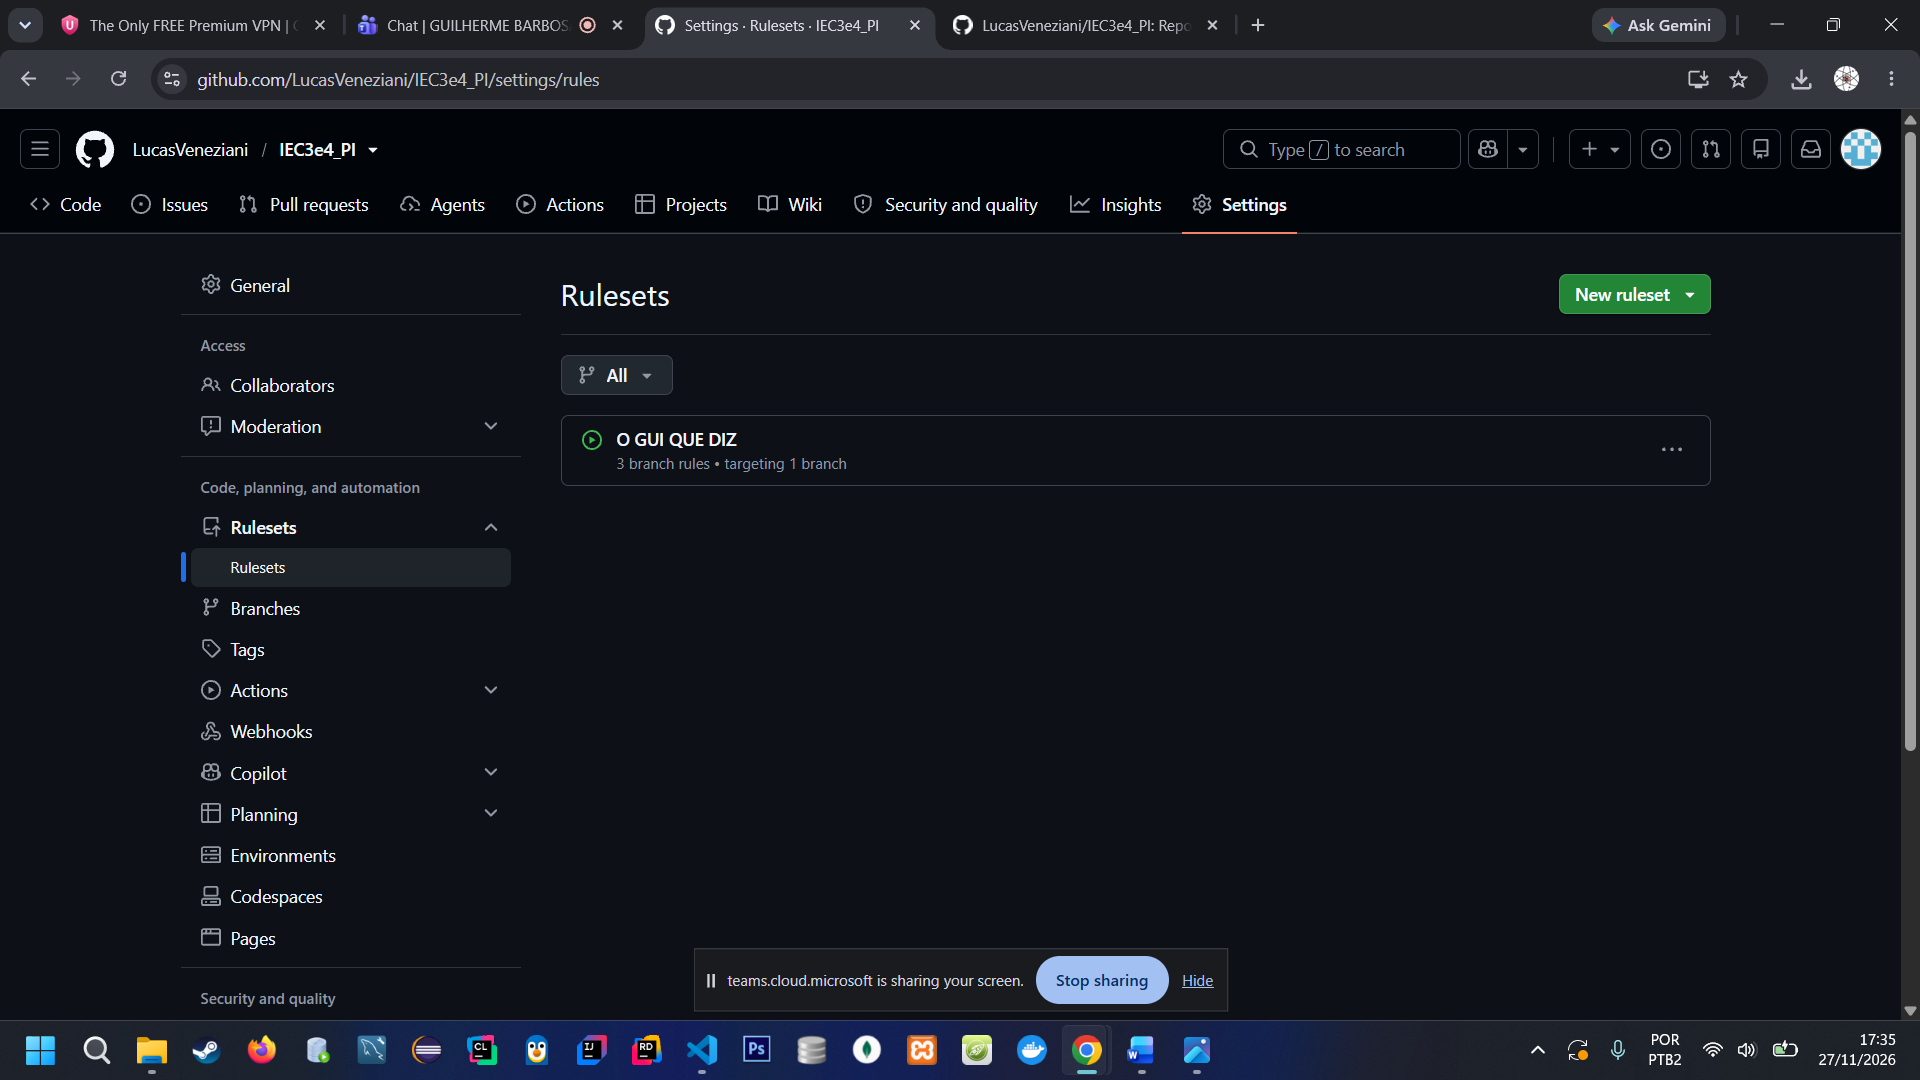 The Only FREE Premium VPN | 
Chat | GUILHERME BARBOS
Settings · Rulesets · IEC3e4_PI
LucasVeneziani/IEC3e4_PI: Repo
Ask Gemini
github.com/LucasVeneziani/IEC3e4_PI/settings/rules
LucasVeneziani / IEC3e4_PI
Type / to search
Code
Issues
Pull requests
Agents
Actions
Projects
Wiki
Security and quality
Insights
Settings
General
Access
Collaborators
Moderation
Code, planning, and automation
Rulesets
Rulesets
Branches
Tags
Actions
Webhooks
Copilot
Planning
Environments
Codespaces
Pages
Security and quality
Rulesets
New ruleset
All
O GUI QUE DIZ
3 branch rules • targeting 1 branch
teams.cloud.microsoft is sharing your screen.
Stop sharing
Hide
CL
IJ
RD
Ps
W
POR
PTB2
17:35
27/11/2026